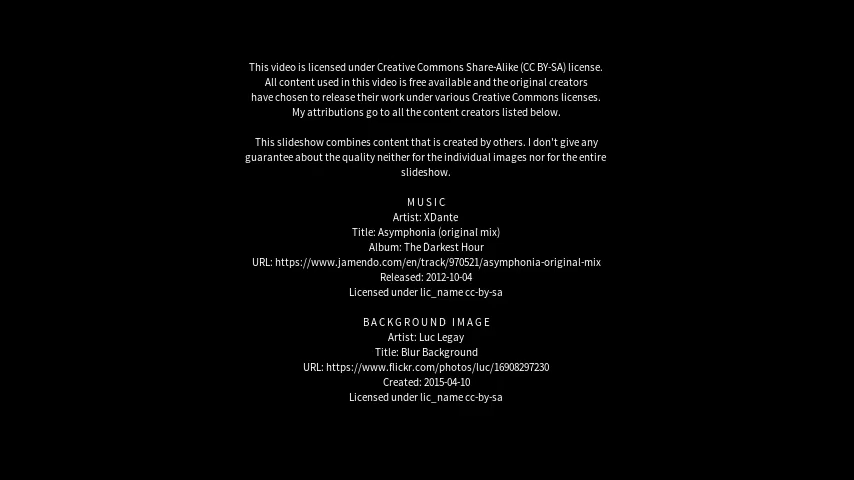 This video is licensed under Creative Commons Share-Alike (CC BY-SA) license.
All content used in this video is free available and the original creators
have chosen to release their work under various Creative Commons licenses.
My attributions go to all the content creators listed below.
This slideshow combines content that is created by others. I don't give any
guarantee about the quality neither for the individual images nor for the entire
slideshow.
MUSIC
Artist: XDante
Title: Asymphonia (original mix)
Album: The Darkest Hour
URL: https://www.jamendo.com/en/track/970521/asymphonia-original-mix
Released: 2012-10-04
Licensed under lic_name cc-by-sa
BACKGROUND IMAGE
Artist: Luc Legay
Title: Blur Background
URL: https://www.flickr.com/photos/luc/16908297230
Created: 2015-04-10
Licensed under lic_name cc-by-sa